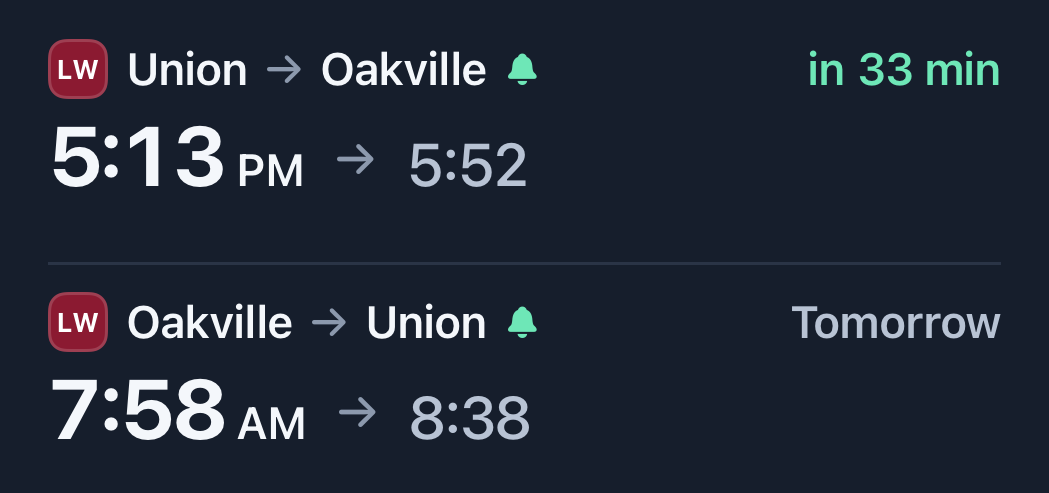 LW Union → Oakville in 33 min
5:13 PM → 5:52
LW Oakville → Union Tomorrow
7:58 AM → 8:38